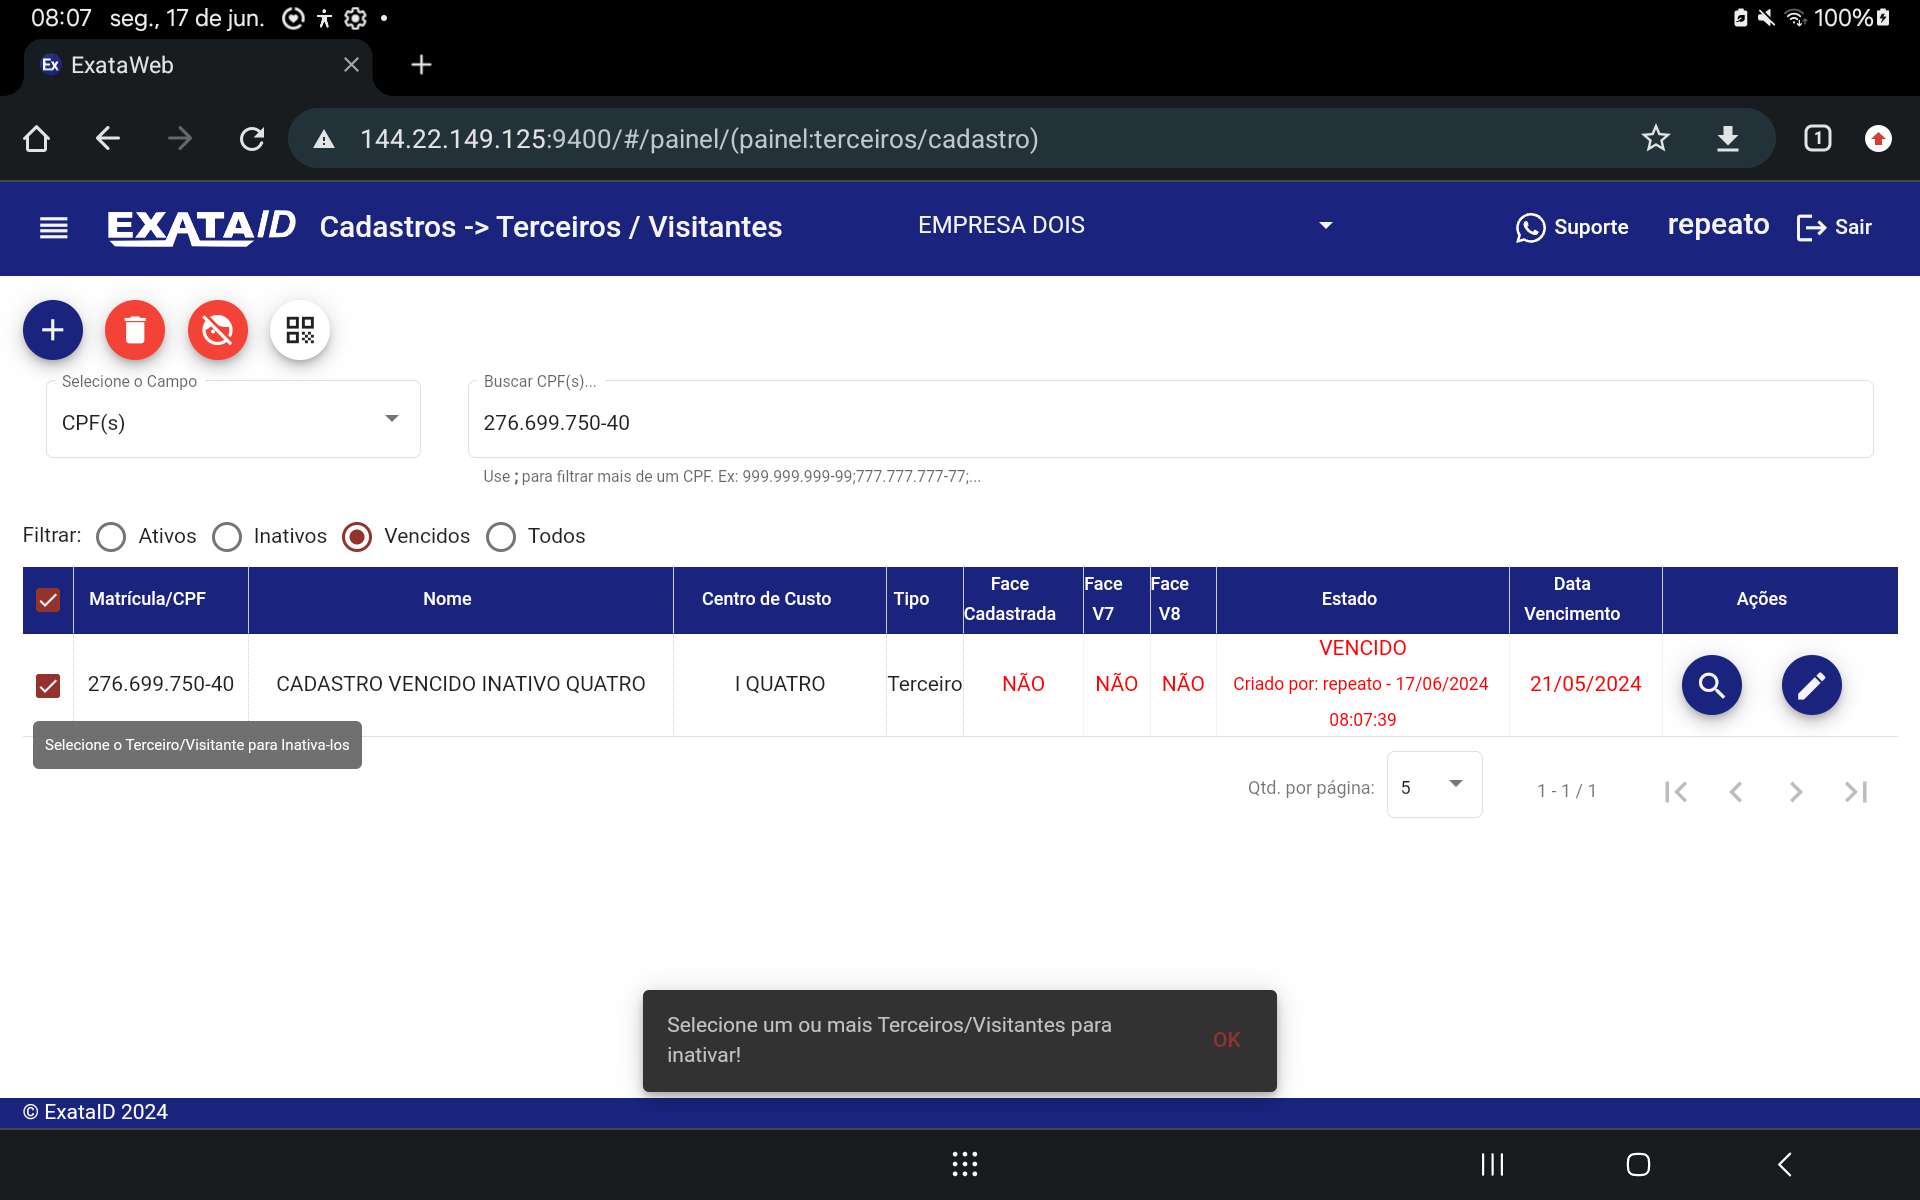 08:07 seg., 17 de jun. 100%
Ex ExataWeb
144.22.149.125:9400/#/painel/(painel:terceiros/cadastro) 1
EXATAID Cadastros -> Terceiros / Visitantes EMPRESA DOIS Suporte repeato Sair
Selecione o Campo
CPF(s)
Buscar CPF(s)...
276.699.750-40
Use ; para filtrar mais de um CPF. Ex: 999.999.999-99;777.777.777-77;...
Filtrar: Ativos Inativos Vencidos Todos
Matrícula/CPF Nome Centro de Custo Tipo Face Cadastrada Face V7 Face V8 Estado Data Vencimento Ações
276.699.750-40 CADASTRO VENCIDO INATIVO QUATRO I QUATRO Terceiro NÃO NÃO NÃO VENCIDO
Criado por: repeato - 17/06/2024
08:07:39
21/05/2024
Selecione o Terceiro/Visitante para Inativa-los
Qtd. por página: 5 1 - 1 / 1
Selecione um ou mais Terceiros/Visitantes para
inativar!
OK
© ExataID 2024